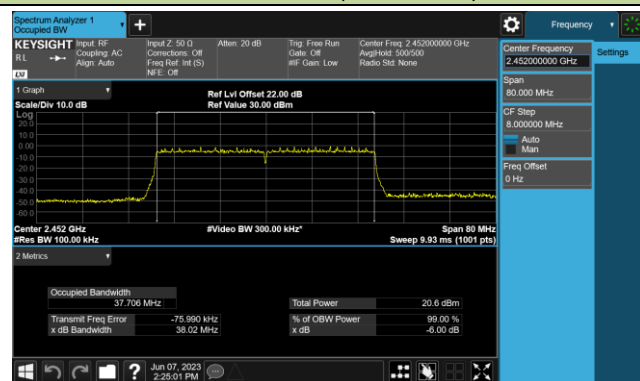 Spectrum Analyzer 1
Occupied BW
Frequency
KEYSIGHT
RL
LVI
Input: RF
Coupling: AC
Align: Auto
Input Z: 50 Ω
Corrections: Off
Freq Ref: Int (S)
NFE: Off
Atten: 20 dB
Trig: Free Run
Gate: Off
#IF Gain: Low
Center Freq: 2.452000000 GHz
Avg|Hold: 500/500
Radio Std: None
Center Frequency
2.452000000 GHz
Settings
Span
80.000 MHz
CF Step
8.000000 MHz
Auto
Man
Freq Offset
0 Hz
1 Graph
Scale/Div 10.0 dB
Ref Lvl Offset 22.00 dB
Ref Value 30.00 dBm
Log
20.0
10.0
0.00
-10.0
-20.0
-30.0
-40.0
-50.0
-60.0
Center 2.452 GHz
#Res BW 100.00 kHz
#Video BW 300.00 kHz*
Span 80 MHz
Sweep 9.93 ms (1001 pts)
2 Metrics
Occupied Bandwidth
37.706 MHz
Total Power 20.6 dBm
Transmit Freq Error -75.990 kHz
% of OBW Power 99.00 %
x dB Bandwidth 38.02 MHz
x dB -6.00 dB
Jun 07, 2023
2:25:01 PM